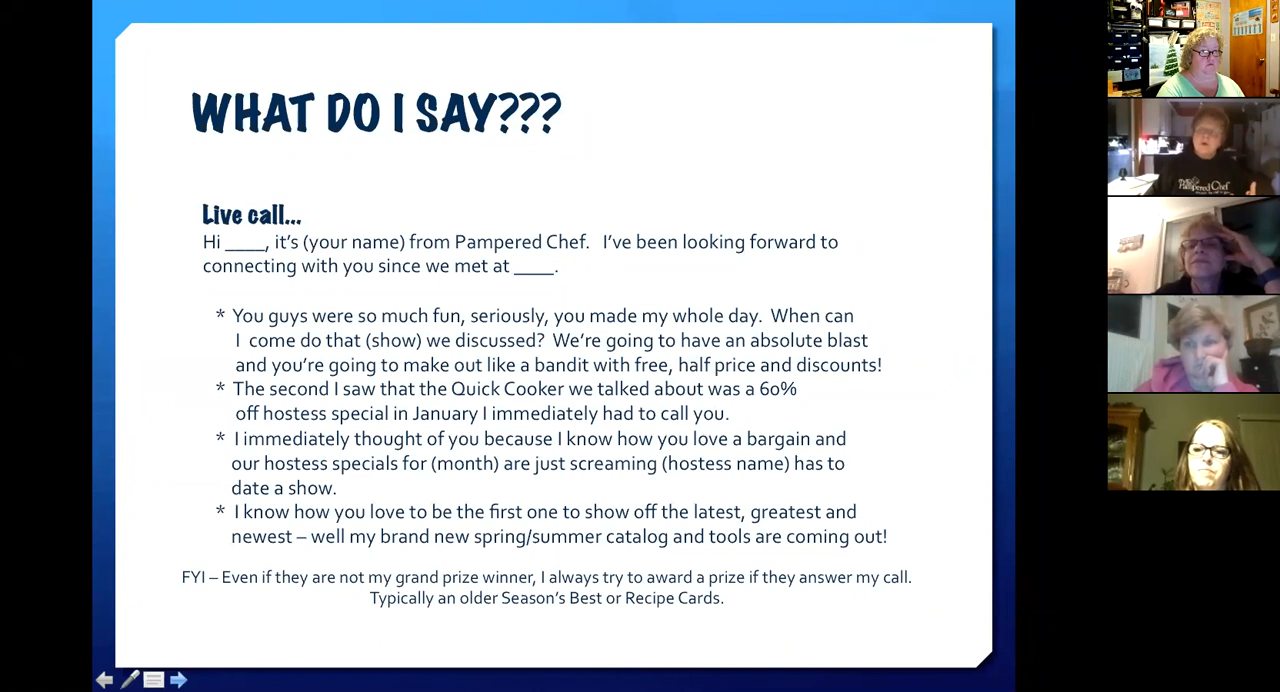 WHAT DO I SAY???
Live call...
Hi ____, it's (your name) from Pampered Chef.   I've been looking forward to
connecting with you since we met at ____.
* You guys were so much fun, seriously, you made my whole day.  When can
I  come do that (show) we discussed?  We're going to have an absolute blast
and you're going to make out like a bandit with free, half price and discounts!
* The second I saw that the Quick Cooker we talked about was a 60%
off hostess special in January I immediately had to call you.
* I immediately thought of you because I know how you love a bargain and
our hostess specials for (month) are just screaming (hostess name) has to
date a show.
* I know how you love to be the first one to show off the latest, greatest and
newest – well my brand new spring/summer catalog and tools are coming out!
FYI – Even if they are not my grand prize winner, I always try to award a prize if they answer my call.
Typically an older Season's Best or Recipe Cards.
Pampered Chef